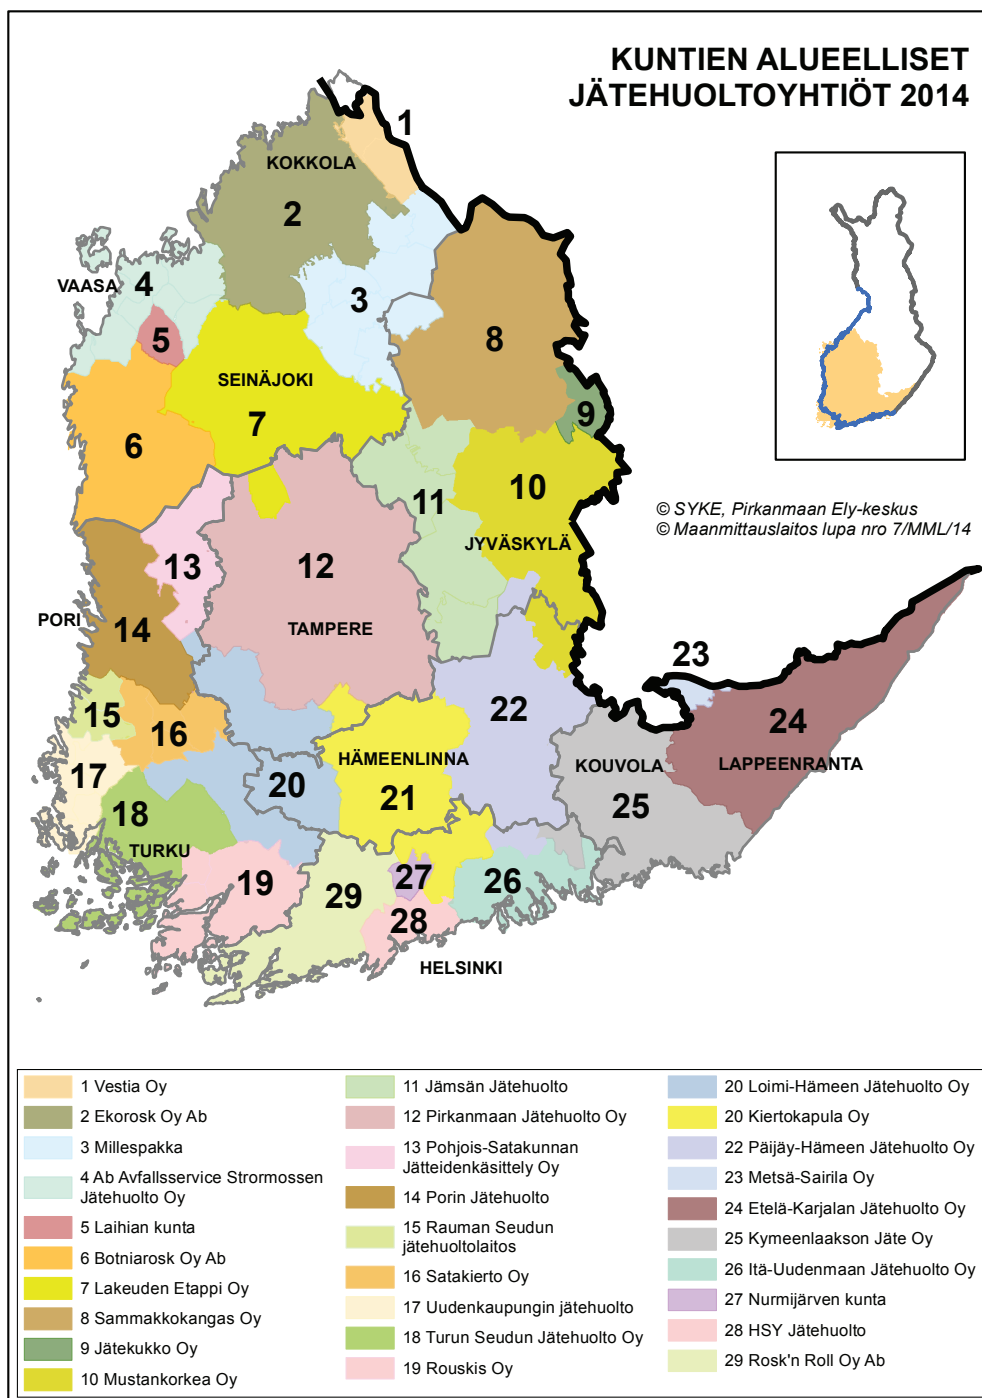 KUNTIEN ALUEELLISET
JÄTEHUOLTOYHTIÖT 2014
1
KOKKOLA
2
VAASA
4
3
5
8
SEINÄJOKI
7
9
6
11
10
© SYKE, Pirkanmaan Ely-keskus
© Maanmittauslaitos lupa nro 7/MML/14
JYVÄSKYLÄ
13
12
PORI
14
TAMPERE
23
15
16
22
24
17
HÄMEENLINNA
KOUVOLA
LAPPEENRANTA
20
21
25
18
TURKU
19
29
27
26
28
HELSINKI
1 Vestia Oy
2 Ekorosk Oy Ab
3 Millespakka
4 Ab Avfallsservice Strormossen
Jätehuolto Oy
5 Laihian kunta
6 Botniarosk Oy Ab
7 Lakeuden Etappi Oy
8 Sammakkokangas Oy
9 Jätekukko Oy
10 Mustankorkea Oy
11 Jämsän Jätehuolto
12 Pirkanmaan Jätehuolto Oy
13 Pohjois-Satakunnan
Jätteidenkäsittely Oy
14 Porin Jätehuolto
15 Rauman Seudun
jätehuoltolaitos
16 Satakierto Oy
17 Uudenkaupungin jätehuolto
18 Turun Seudun Jätehuolto Oy
19 Rouskis Oy
20 Loimi-Hämeen Jätehuolto Oy
20 Kiertokapula Oy
22 Päijäy-Hämeen Jätehuolto Oy
23 Metsä-Sairila Oy
24 Etelä-Karjalan Jätehuolto Oy
25 Kymeenlaakson Jäte Oy
26 Itä-Uudenmaan Jätehuolto Oy
27 Nurmijärven kunta
28 HSY Jätehuolto
29 Rosk'n Roll Oy Ab